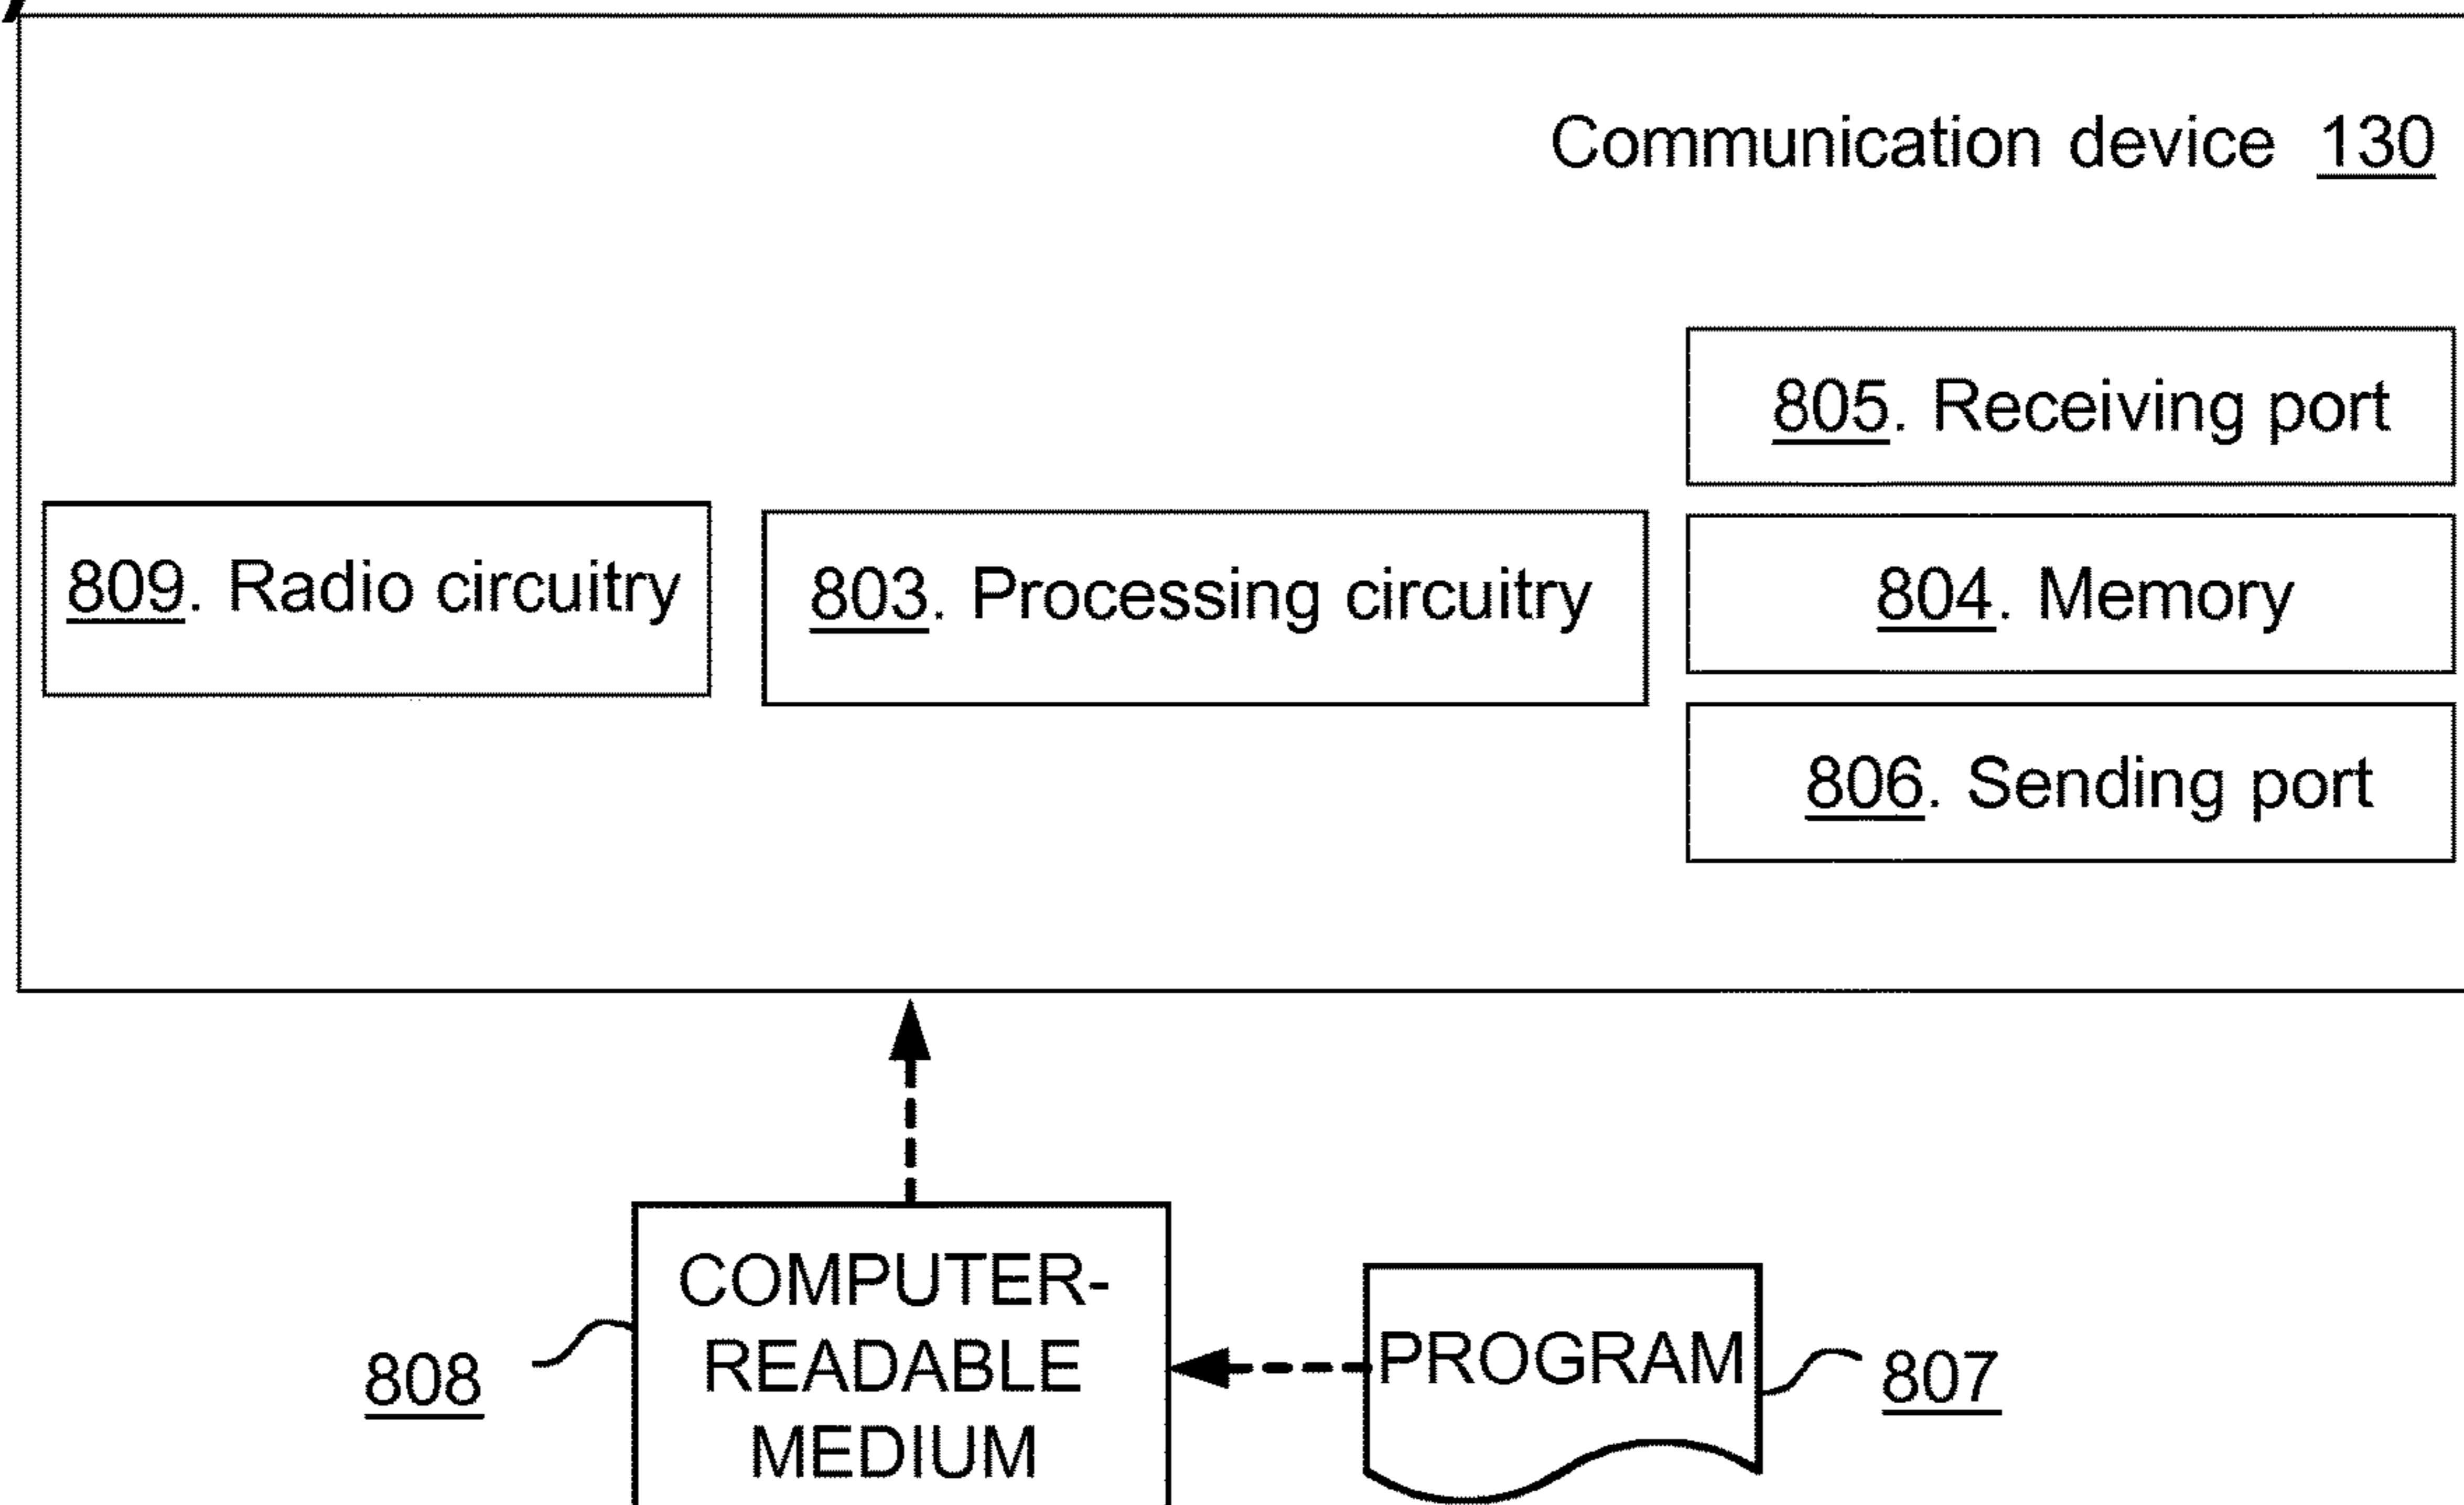 Communication device 130
805. Receiving port
809. Radio circuitry
803. Processing circuitry
804. Memory
806. Sending port
COMPUTER-
READABLE
MEDIUM
808
PROGRAM
807